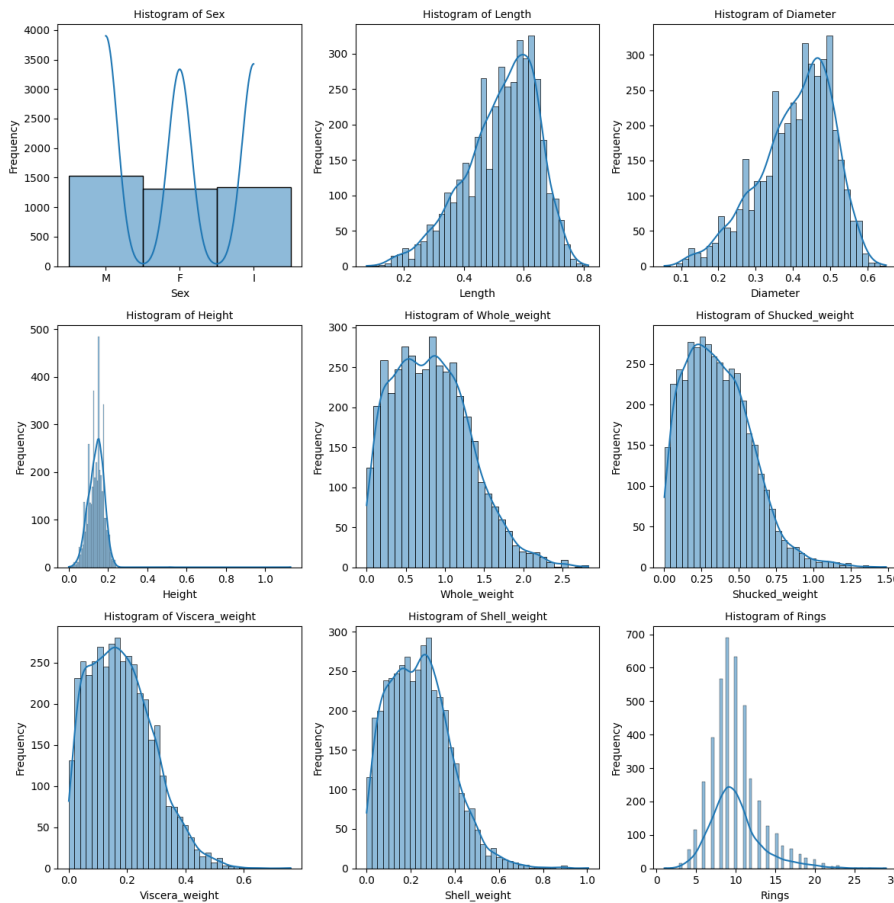 Histogram of Sex
Frequency
4000
3500
3000
2500
2000
1500
1000
500
0
M F I
Sex
Histogram of Length
Frequency
300
250
200
150
100
50
0
0.2 0.4 0.6 0.8
Length
Histogram of Diameter
Frequency
300
250
200
150
100
50
0
0.1 0.2 0.3 0.4 0.5 0.6
Diameter
Histogram of Height
Frequency
500
400
300
200
100
0
0.0 0.2 0.4 0.6 0.8 1.0
Height
Histogram of Whole_weight
Frequency
300
250
200
150
100
50
0
0.0 0.5 1.0 1.5 2.0 2.5
Whole_weight
Histogram of Shucked_weight
Frequency
250
200
150
100
50
0
0.00 0.25 0.50 0.75 1.00 1.25 1.50
Shucked_weight
Histogram of Viscera_weight
Frequency
250
200
150
100
50
0
0.0 0.2 0.4 0.6
Viscera_weight
Histogram of Shell_weight
Frequency
300
250
200
150
100
50
0
0.0 0.2 0.4 0.6 0.8 1.0
Shell_weight
Histogram of Rings
Frequency
700
600
500
400
300
200
100
0
0 5 10 15 20 25
Rings